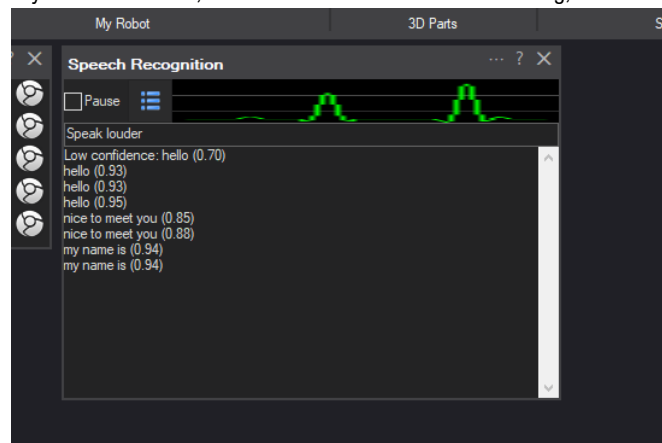 My Robot
3D Parts
Speech Recognition
... ? ×
Pause
Speak louder
Low confidence: hello (0.70)
hello (0.93)
hello (0.93)
hello (0.95)
nice to meet you (0.85)
nice to meet you (0.88)
my name is (0.94)
my name is (0.94)